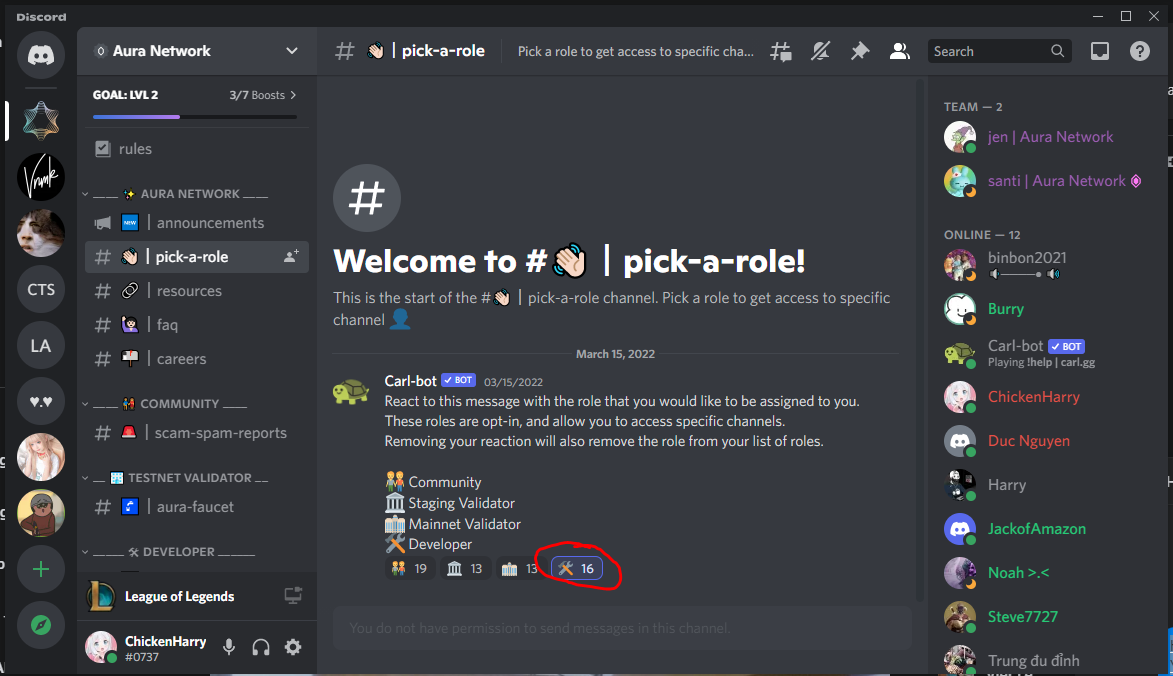 Discord
Aura Network
GOAL: LVL 2
3/7 Boosts
rules
AURA NETWORK
NEW | announcements
# 👋🏻 | pick-a-role
# | resources
# | faq
# | careers
COMMUNITY
# | scam-spam-reports
TESTNET VALIDATOR
# | aura-faucet
DEVELOPER
League of Legends
ChickenHarry
#0737
Vrmk
CTS
LA
♥.♥
# 👋🏻 | pick-a-role
Pick a role to get access to specific cha...
Search
Welcome to #👋🏻 | pick-a-role!
This is the start of the #👋🏻 | pick-a-role channel. Pick a role to get access to specific
channel 👤
March 15, 2022
Carl-bot ✓ BOT 03/15/2022
React to this message with the role that you would like to be assigned to you.
These roles are opt-in, and allow you to access specific channels.
Removing your reaction will also remove the role from your list of roles.
Community
Staging Validator
Mainnet Validator
Developer
19 13 13 16
You do not have permission to send messages in this channel.
TEAM — 2
jen | Aura Network
santi | Aura Network
ONLINE — 12
binbon2021
Burry
Carl-bot ✓ BOT
Playing !help | carl.gg
ChickenHarry
Duc Nguyen
Harry
JackofAmazon
Noah >.<
Steve7727
Trung đu đỉnh